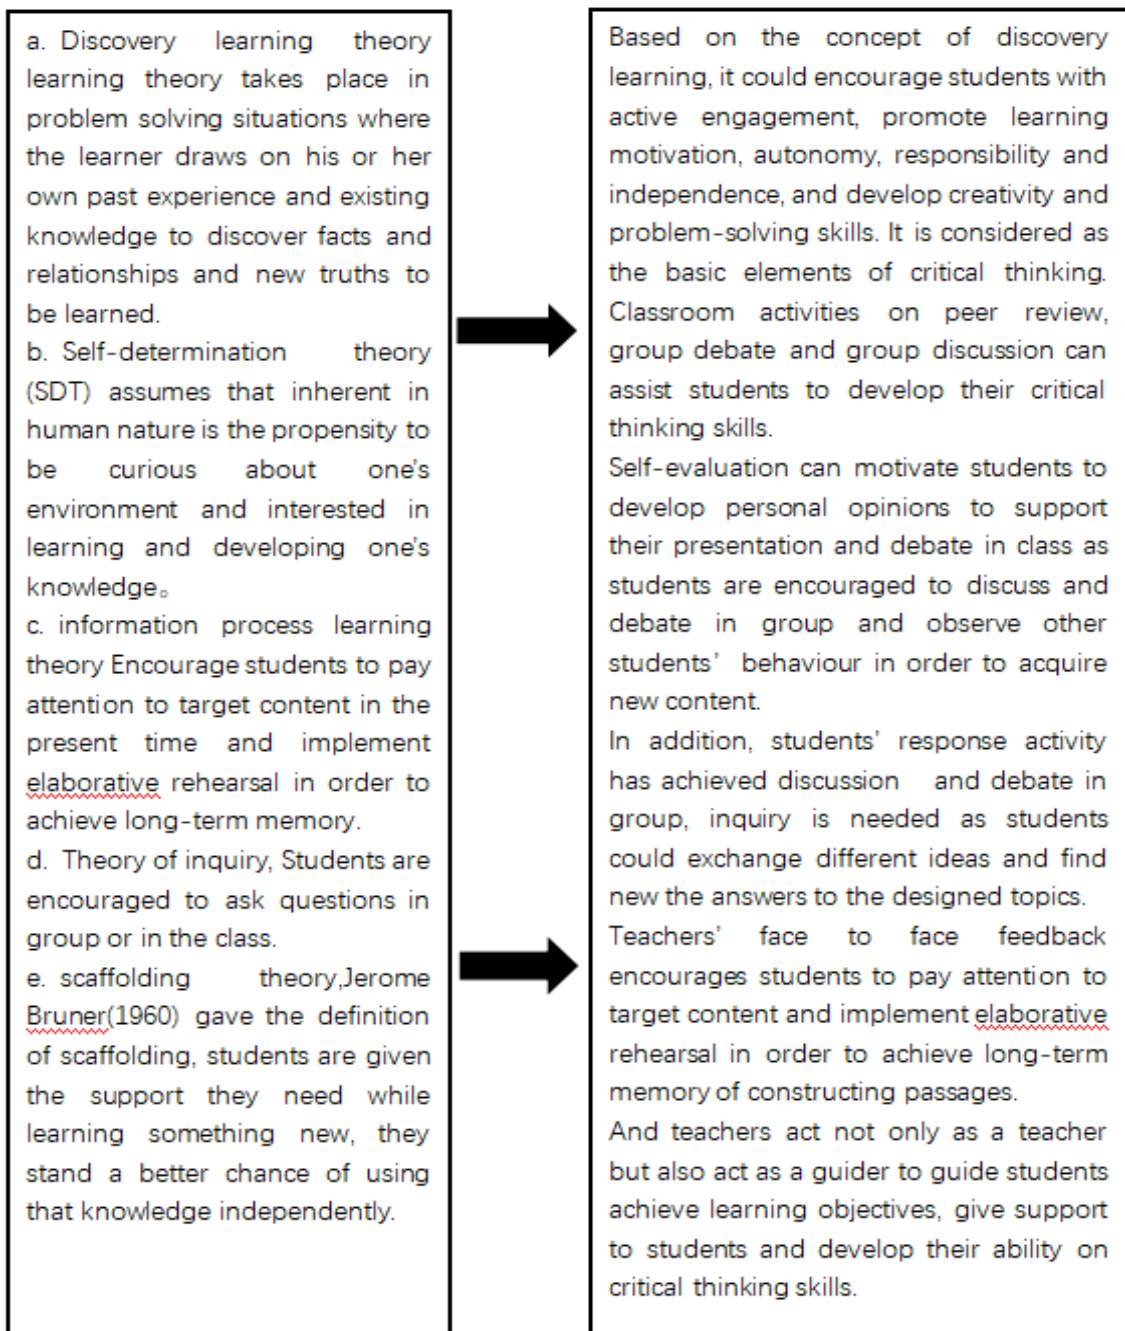 a. Discovery learning theory
learning theory takes place in
problem solving situations where
the learner draws on his or her
own past experience and existing
knowledge to discover facts and
relationships and new truths to
be learned.
b. Self-determination theory
(SDT) assumes that inherent in
human nature is the propensity to
be curious about one's
environment and interested in
learning and developing one's
knowledge。
c. information process learning
theory Encourage students to pay
attention to target content in the
present time and implement
elaborative rehearsal in order to
achieve long-term memory.
d. Theory of inquiry, Students are
encouraged to ask questions in
group or in the class.
e. scaffolding theory,Jerome
Bruner(1960) gave the definition
of scaffolding, students are given
the support they need while
learning something new, they
stand a better chance of using
that knowledge independently.
Based on the concept of discovery
learning, it could encourage students with
active engagement, promote learning
motivation, autonomy, responsibility and
independence, and develop creativity and
problem-solving skills. It is considered as
the basic elements of critical thinking.
Classroom activities on peer review,
group debate and group discussion can
assist students to develop their critical
thinking skills.
Self-evaluation can motivate students to
develop personal opinions to support
their presentation and debate in class as
students are encouraged to discuss and
debate in group and observe other
students' behaviour in order to acquire
new content.
In addition, students' response activity
has achieved discussion and debate in
group, inquiry is needed as students
could exchange different ideas and find
new the answers to the designed topics.
Teachers' face to face feedback
encourages students to pay attention to
target content and implement elaborative
rehearsal in order to achieve long-term
memory of constructing passages.
And teachers act not only as a teacher
but also act as a guider to guide students
achieve learning objectives, give support
to students and develop their ability on
critical thinking skills.